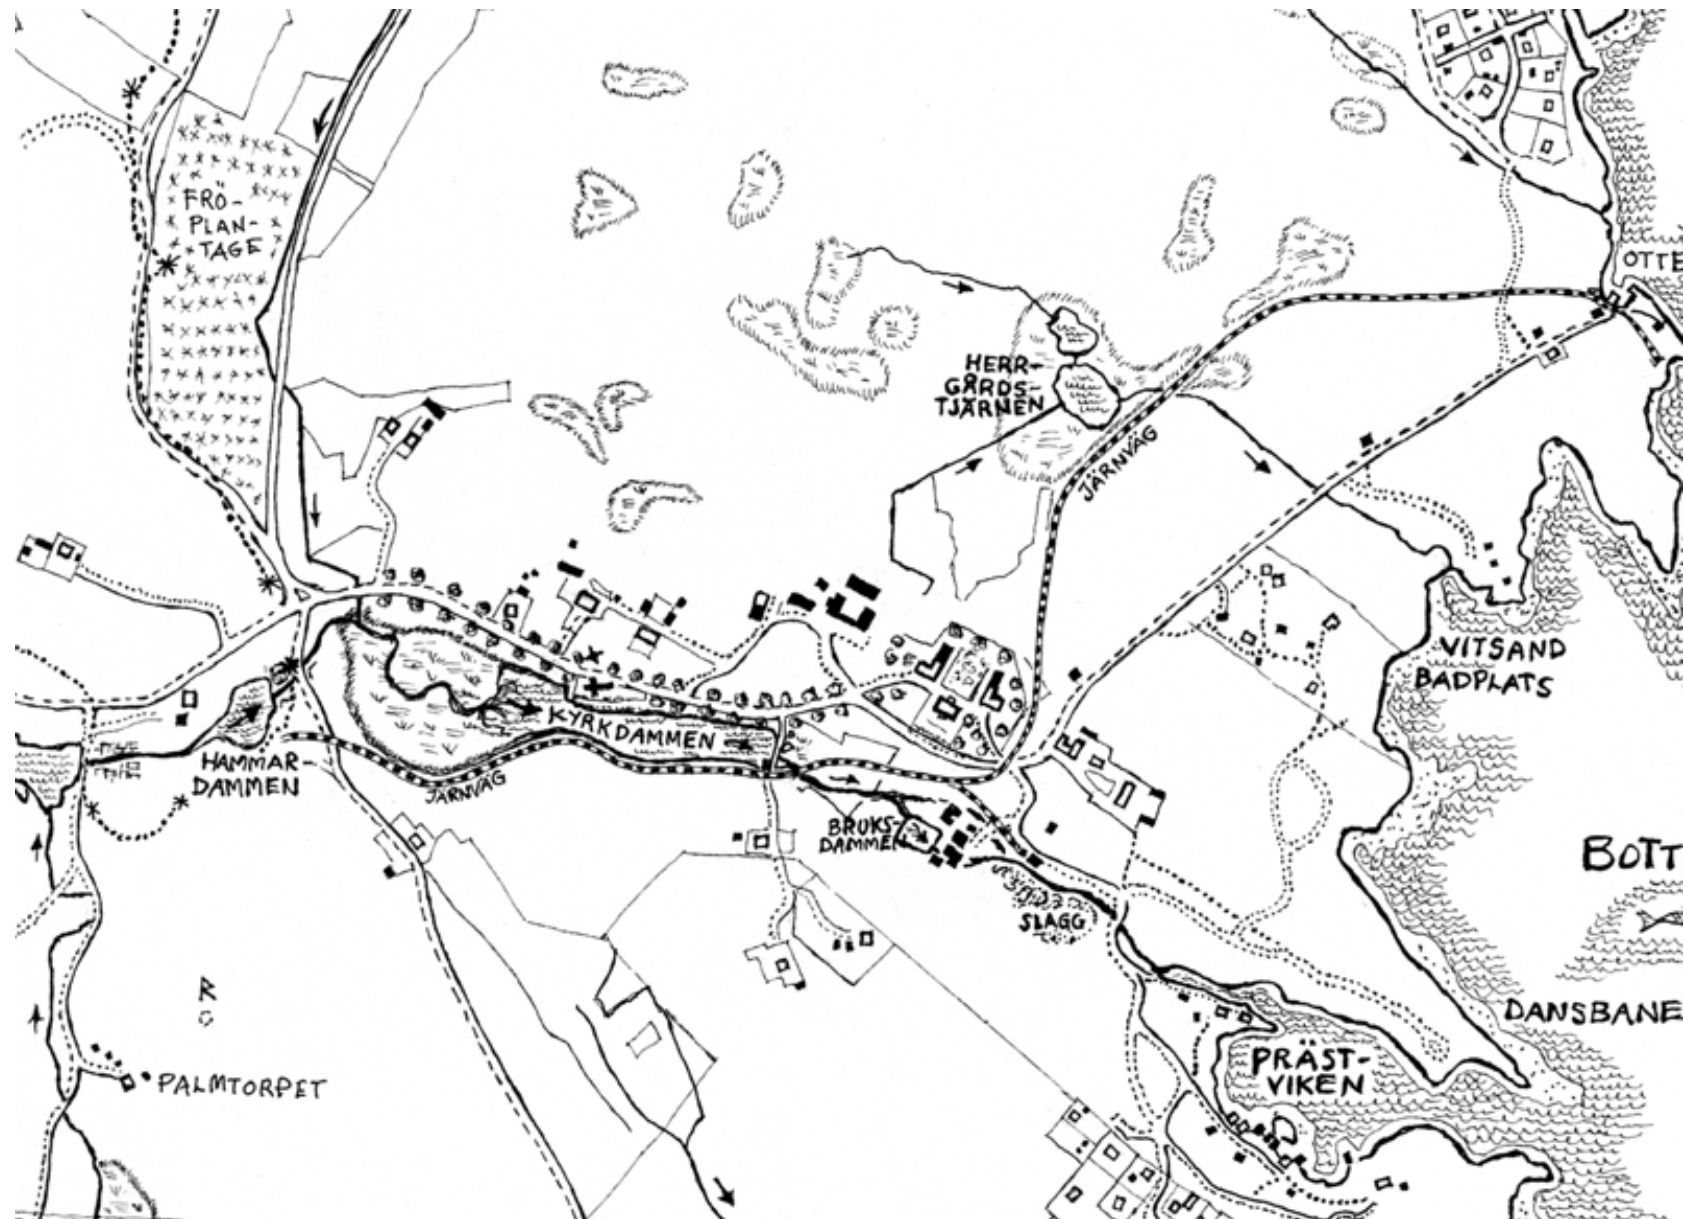 FRÖ-
PLAN-
TAGE
OTTE
HERR-
GÅRDS-
TJÄRNEN
JÄRNVÄG
VITSAND
BADPLATS
KYRKDAMMEN
HAMMAR-
DAMMEN
JÄRNVÄG
BRUKS-
DAMMEN
BOTT
SLAGG
R
DANSBANE
PRÄST-
VIKEN
PALMTORPET